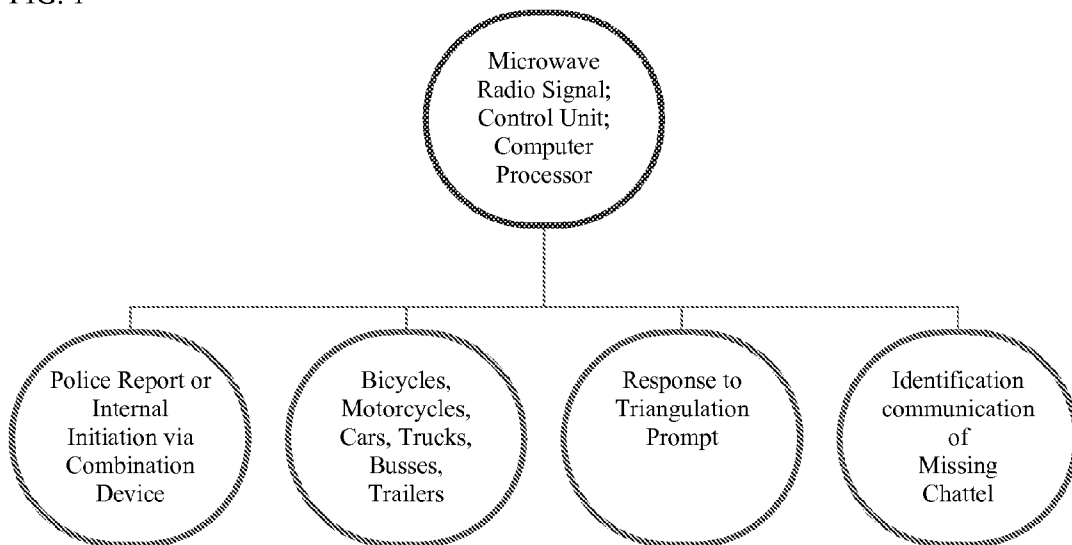 FIG. 1
Microwave
Radio Signal;
Control Unit;
Computer
Processor
Police Report or
Internal
Initiation via
Combination
Device
Bicycles,
Motorcycles,
Cars, Trucks,
Busses,
Trailers
Response to
Triangulation
Prompt
Identification
communication
of
Missing
Chattel